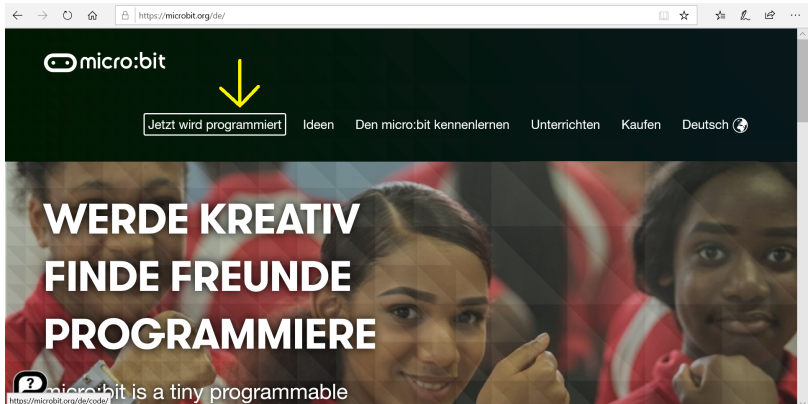 https://microbit.org/de/
micro:bit
Jetzt wird programmiert Ideen Den micro:bit kennenlernen Unterrichten Kaufen Deutsch
WERDE KREATIV
FINDE FREUNDE
PROGRAMMIERE
?
micro:bit is a tiny programmable
https://microbit.org/de/code/